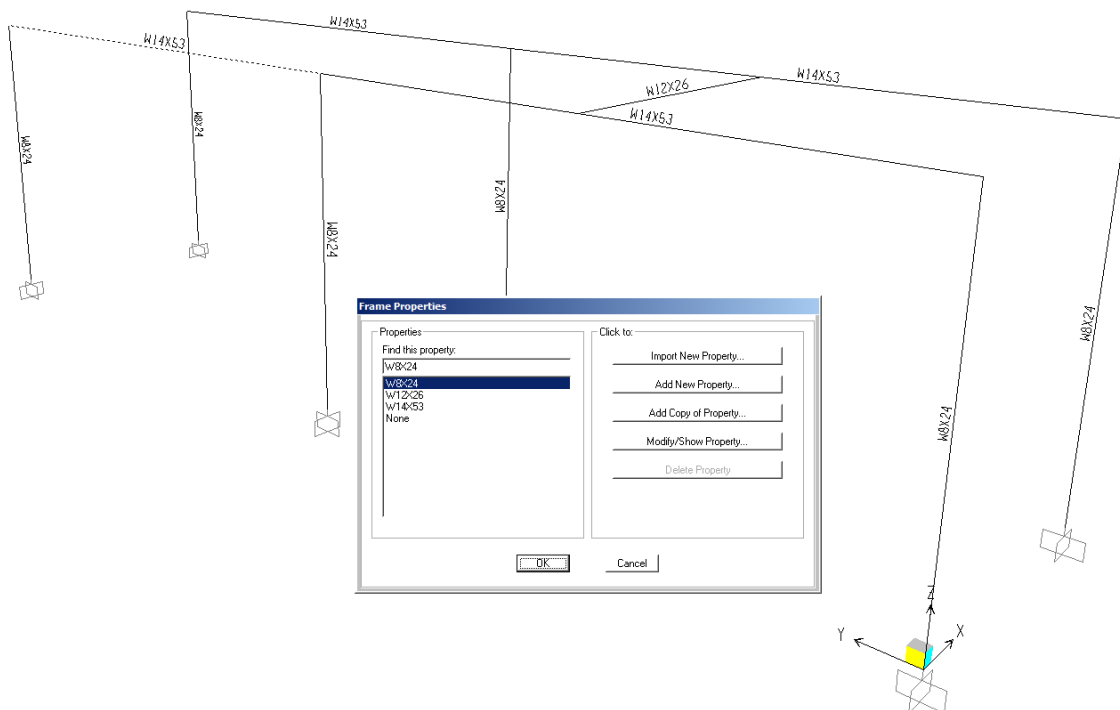 W14X53
W14X53
W14X53
W12X26
W14X53
W8X24
W8X24
W8X24
W8X24
W8X24
W8X24
Frame Properties
Properties
Find this property:
W8X24
W8X24
W12X26
W14X53
None
Click to:
Import New Property...
Add New Property...
Add Copy of Property...
Modify/Show Property...
Delete Property
OK
Cancel
Z
Y
X